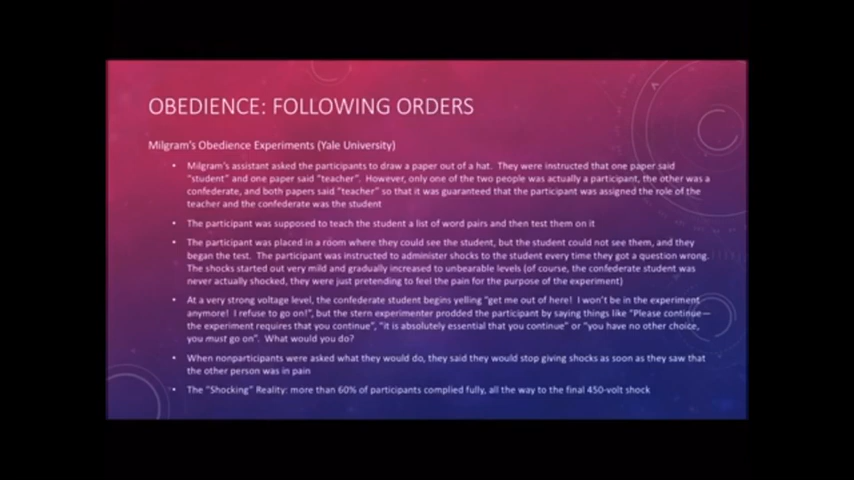 OBEDIENCE: FOLLOWING ORDERS
Milgram's Obedience Experiments (Yale University)
• Milgram's assistant asked the participants to draw a paper out of a hat. They were instructed that one paper said
"student" and one paper said "teacher". However, only one of the two people was actually a participant, the other was a
confederate, and both papers said "teacher" so that it was guaranteed that the participant was assigned the role of the
teacher and the confederate was the student
• The participant was supposed to teach the student a list of word pairs and then test them on it
• The participant was placed in a room where they could see the student, but the student could not see them, and they
began the test. The participant was instructed to administer shocks to the student every time they got a question wrong.
The shocks started out very mild and gradually increased to unbearable levels (of course, the confederate student was
never actually shocked, they were just pretending to feel the pain for the purpose of the experiment)
• At a very strong voltage level, the confederate student begins yelling "get me out of here! I won't be in the experiment
anymore! I refuse to go on!", but the stern experimenter prodded the participant by saying things like "Please continue—
the experiment requires that you continue", "it is absolutely essential that you continue" or "you have no other choice,
you must go on". What would you do?
• When nonparticipants were asked what they would do, they said they would stop giving shocks as soon as they saw that
the other person was in pain
• The "Shocking" Reality: more than 60% of participants complied fully, all the way to the final 450-volt shock